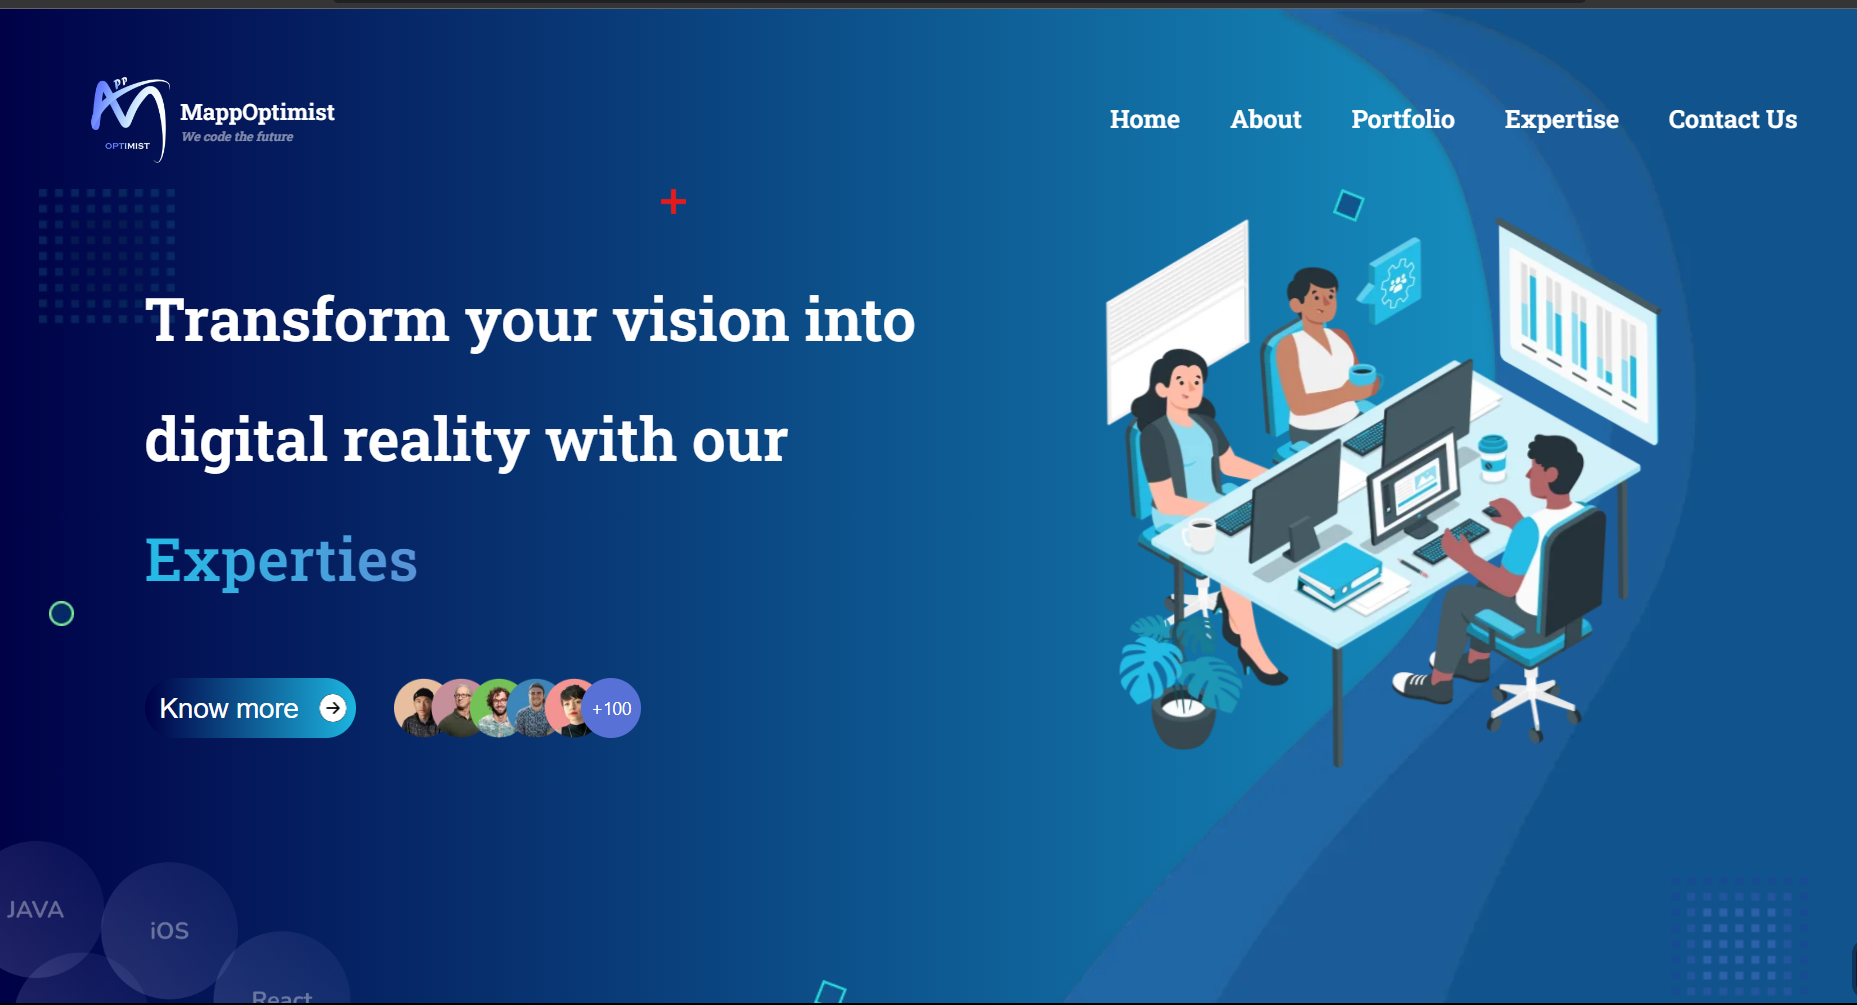 pp
OPTIMIST
MappOptimist
We code the future
Home About Portfolio Expertise Contact Us
Transform your vision into
digital reality with our
Experties
Know more
+100
JAVA
iOS
React